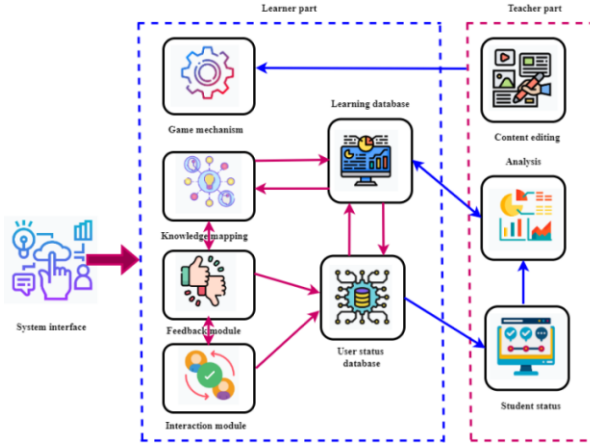 Learner part
Teacher part
Learning database
Game mechanism
Content editing
Analysis
Knowledge mapping
System interface
Feedback module
User status
database
Interaction module
Student status